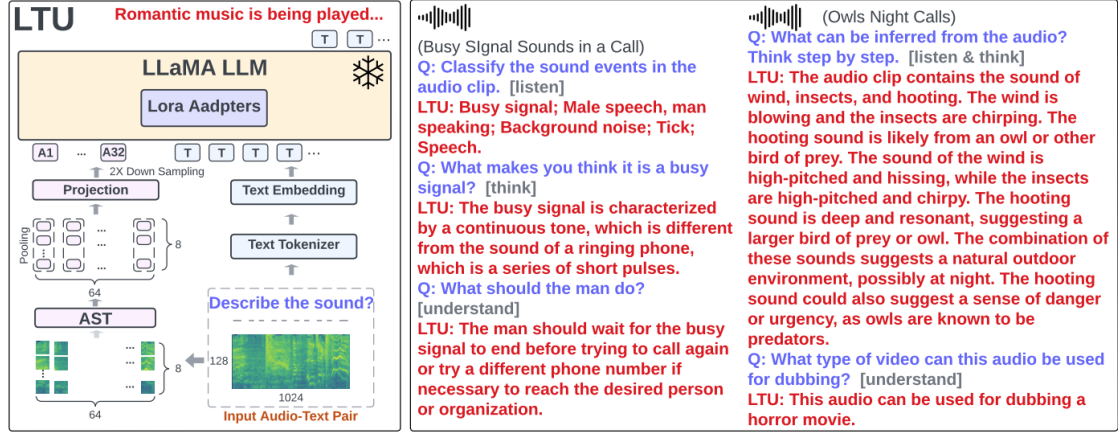 LTU
Romantic music is being played...
T T ...
LLaMA LLM
Lora Aadpters
A1 ... A32 T T T T ...
2X Down Sampling
Projection
Text Embedding
Pooling
... 
...
...
8
Text Tokenizer
64
AST
Describe the sound?
...
...
...
8
128
64
1024
Input Audio-Text Pair
(Busy SIgnal Sounds in a Call)
Q: Classify the sound events in the
audio clip. [listen]
LTU: Busy signal; Male speech, man
speaking; Background noise; Tick;
Speech.
Q: What makes you think it is a busy
signal? [think]
LTU: The busy signal is characterized
by a continuous tone, which is different
from the sound of a ringing phone,
which is a series of short pulses.
Q: What should the man do?
[understand]
LTU: The man should wait for the busy
signal to end before trying to call again
or try a different phone number if
necessary to reach the desired person
or organization.
(Owls Night Calls)
Q: What can be inferred from the audio?
Think step by step. [listen & think]
LTU: The audio clip contains the sound of
wind, insects, and hooting. The wind is
blowing and the insects are chirping. The
hooting sound is likely from an owl or other
bird of prey. The sound of the wind is
high-pitched and hissing, while the insects
are high-pitched and chirpy. The hooting
sound is deep and resonant, suggesting a
larger bird of prey or owl. The combination of
these sounds suggests a natural outdoor
environment, possibly at night. The hooting
sound could also suggest a sense of danger
or urgency, as owls are known to be
predators.
Q: What type of video can this audio be used
for dubbing? [understand]
LTU: This audio can be used for dubbing a
horror movie.